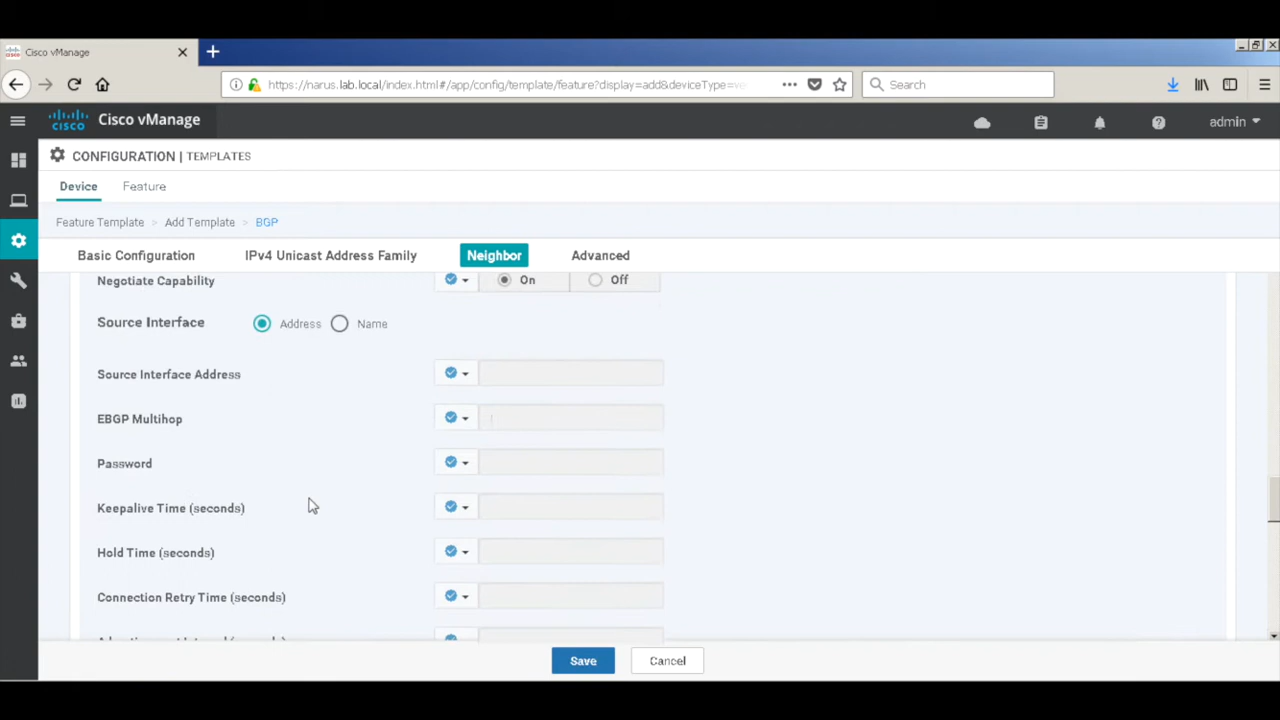 Cisco vManage
https://narus.lab.local/index.html#/app/config/template/feature?display=add&deviceType=ve
Search
CISCO
Cisco vManage
admin
CONFIGURATION | TEMPLATES
Device
Feature
Feature Template > Add Template > BGP
Basic Configuration
IPv4 Unicast Address Family
Neighbor
Advanced
Negotiate Capability
On
Off
Source Interface
Address
Name
Source Interface Address
EBGP Multihop
Password
Keepalive Time (seconds)
Hold Time (seconds)
Connection Retry Time (seconds)
Save
Cancel